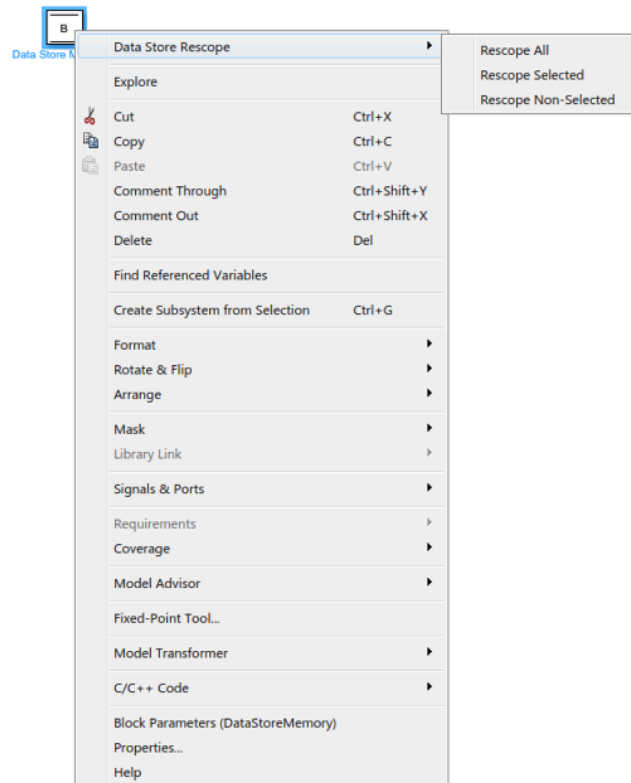 B
Data Store M
Data Store Rescope
Rescope All
Rescope Selected
Rescope Non-Selected
Explore
Cut Ctrl+X
Copy Ctrl+C
Paste Ctrl+V
Comment Through Ctrl+Shift+Y
Comment Out Ctrl+Shift+X
Delete Del
Find Referenced Variables
Create Subsystem from Selection Ctrl+G
Format
Rotate & Flip
Arrange
Mask
Library Link
Signals & Ports
Requirements
Coverage
Model Advisor
Fixed-Point Tool...
Model Transformer
C/C++ Code
Block Parameters (DataStoreMemory)
Properties...
Help